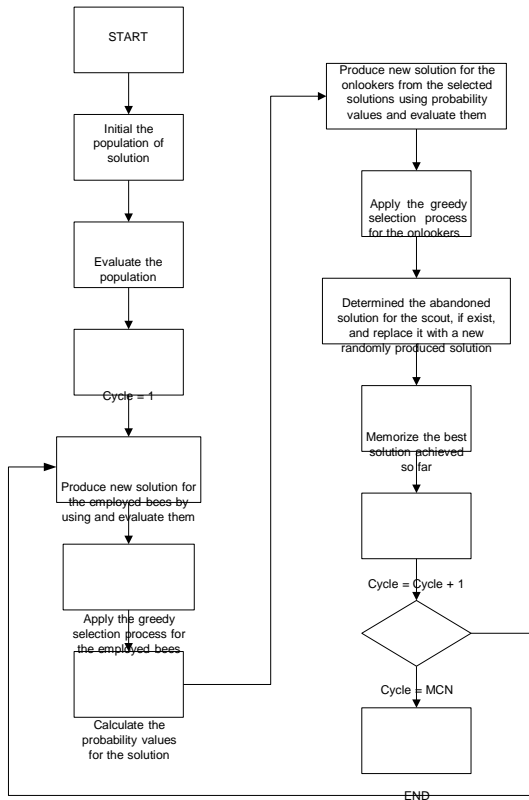 START
Initial the
population of
solution
Evaluate the
population
Cycle = 1
Produce new solution for
the employed bees by
using and evaluate them
Apply the greedy
selection process for
the employed bees
Calculate the
probability values
for the solution
Produce new solution for the
onlookers from the selected
solutions using probability
values and evaluate them
Apply the greedy
selection process
for the onlookers
Determined the abandoned
solution for the scout, if exist,
and replace it with a new
randomly produced solution
Memorize the best
solution achieved
so far
Cycle = Cycle + 1
Cycle = MCN
END